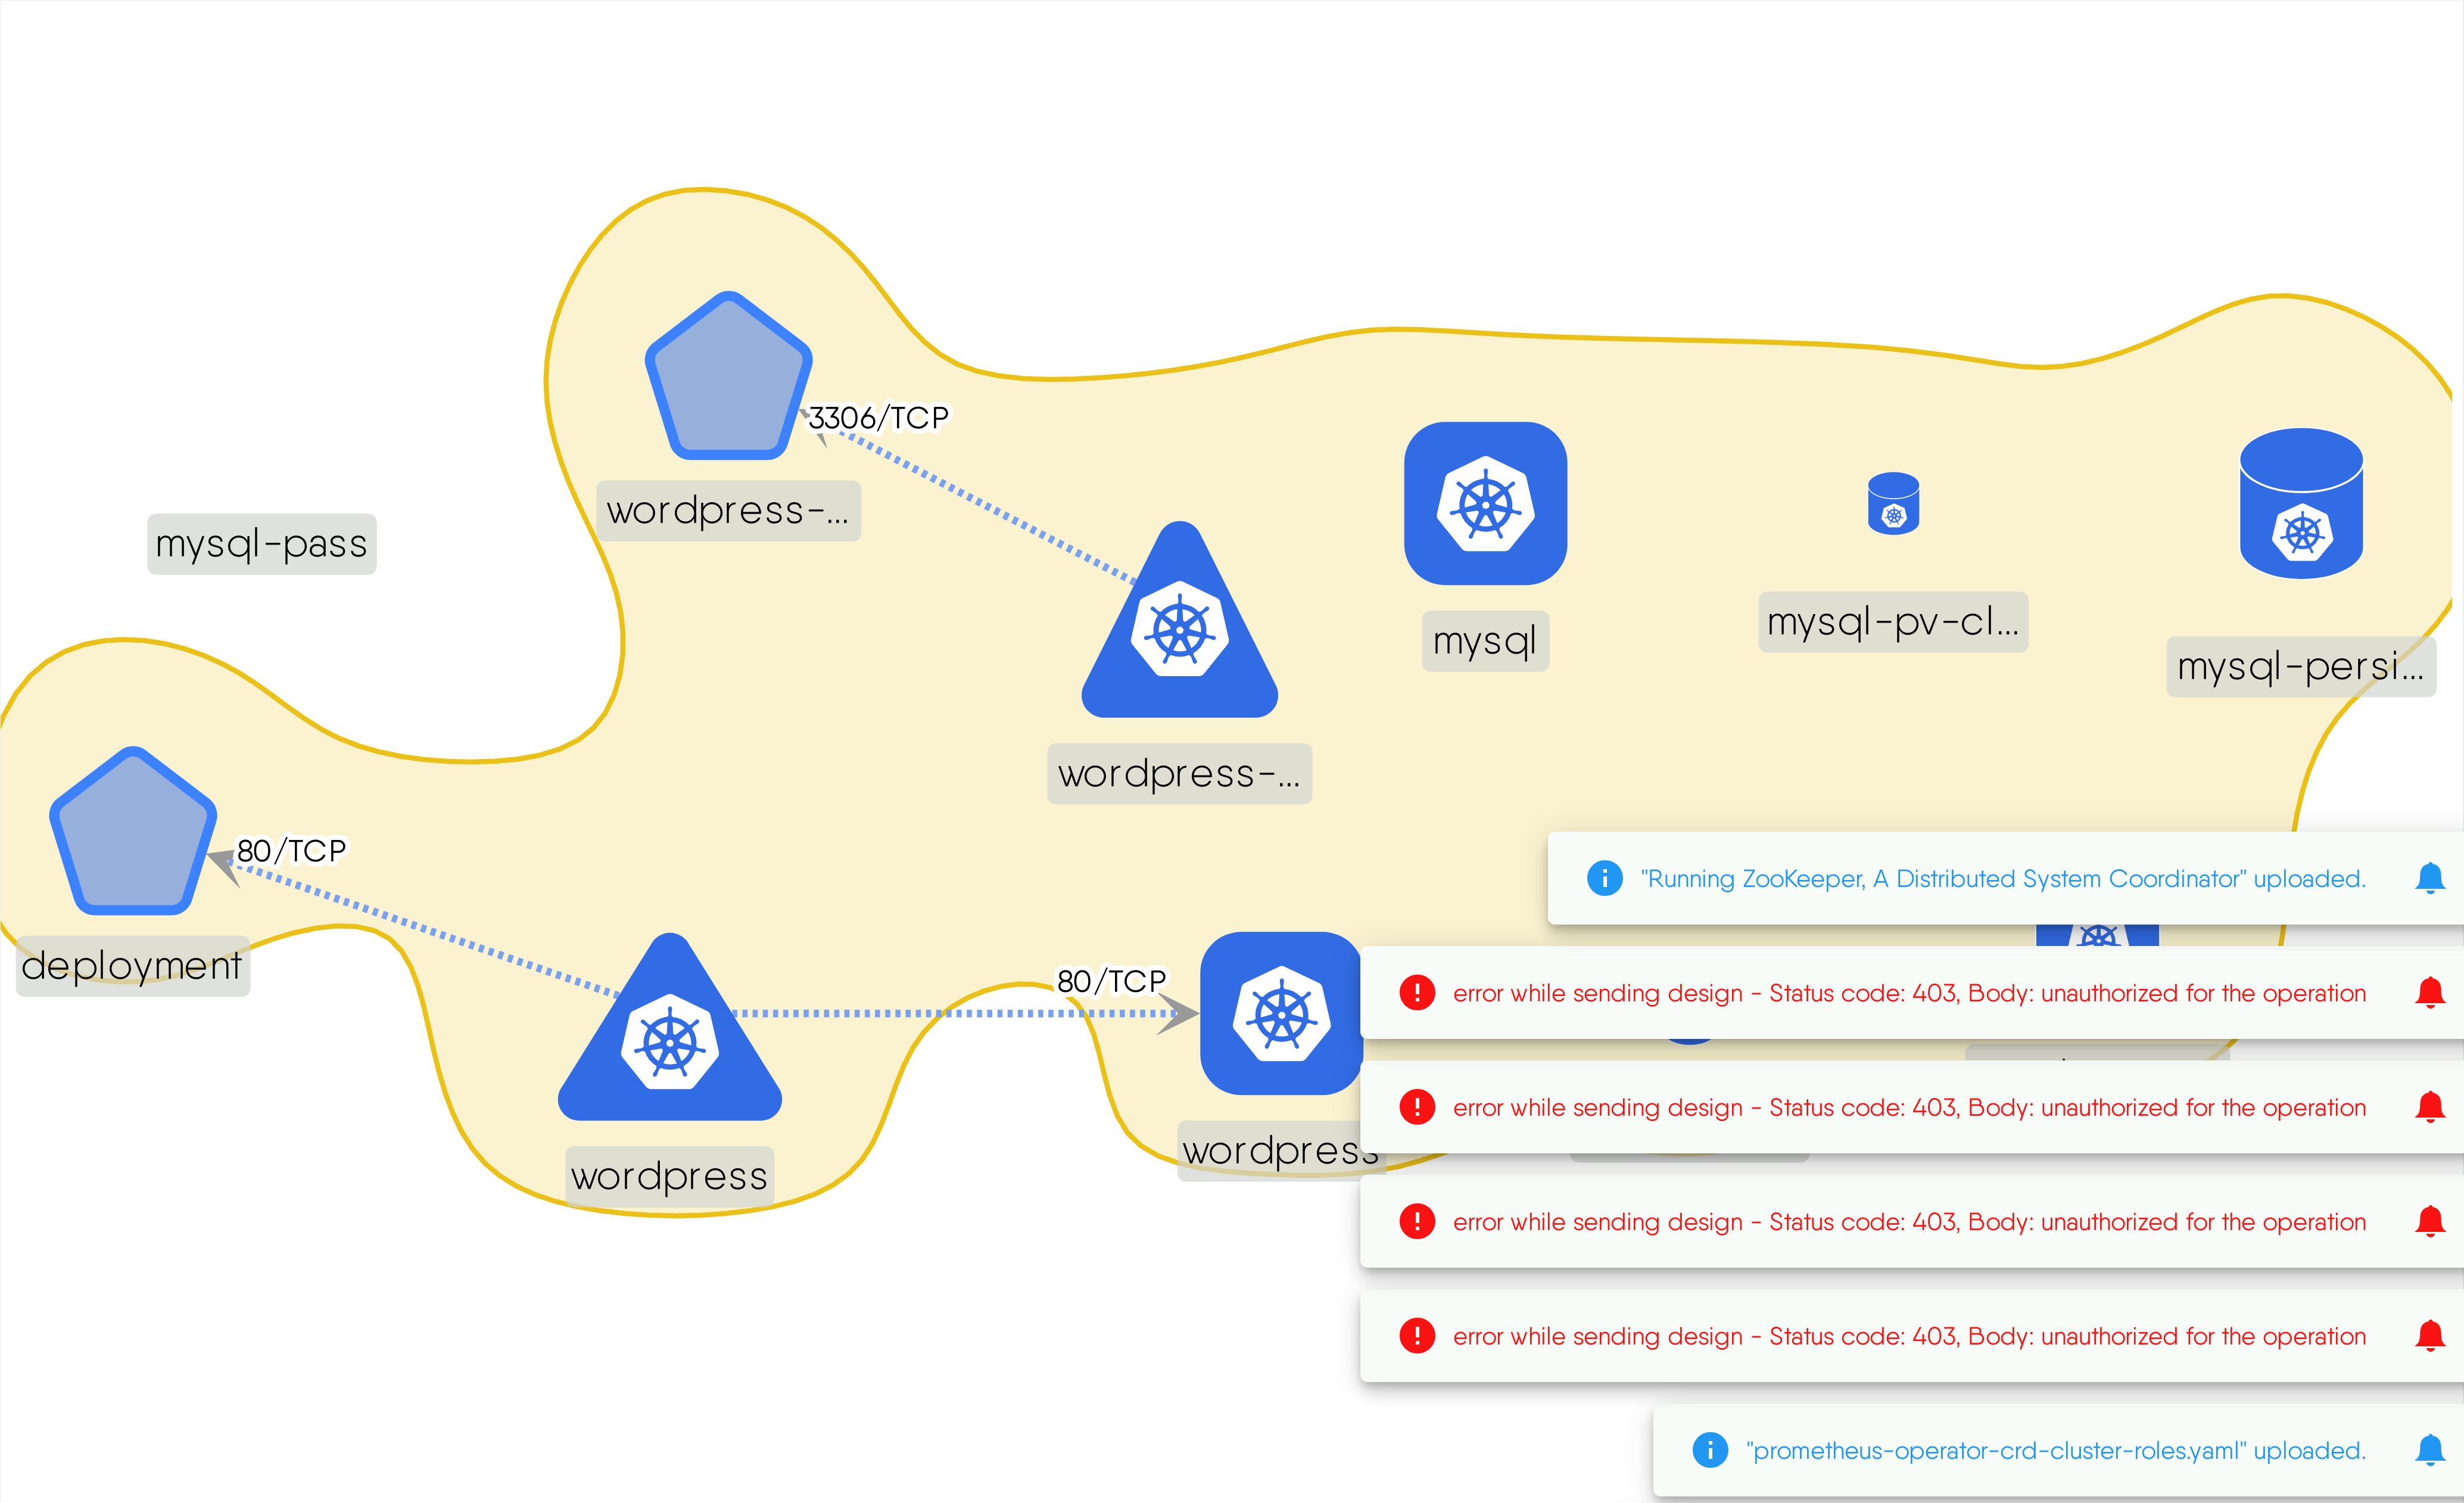 3306/TCP
wordpress-...
mysql-pass
mysql
mysql-pv-cl...
mysql-persi...
wordpress-...
80/TCP
deployment
80/TCP
wordpress
wordpress
"Running ZooKeeper, A Distributed System Coordinator" uploaded.
error while sending design - Status code: 403, Body: unauthorized for the operation
error while sending design - Status code: 403, Body: unauthorized for the operation
error while sending design - Status code: 403, Body: unauthorized for the operation
error while sending design - Status code: 403, Body: unauthorized for the operation
"prometheus-operator-crd-cluster-roles.yaml" uploaded.